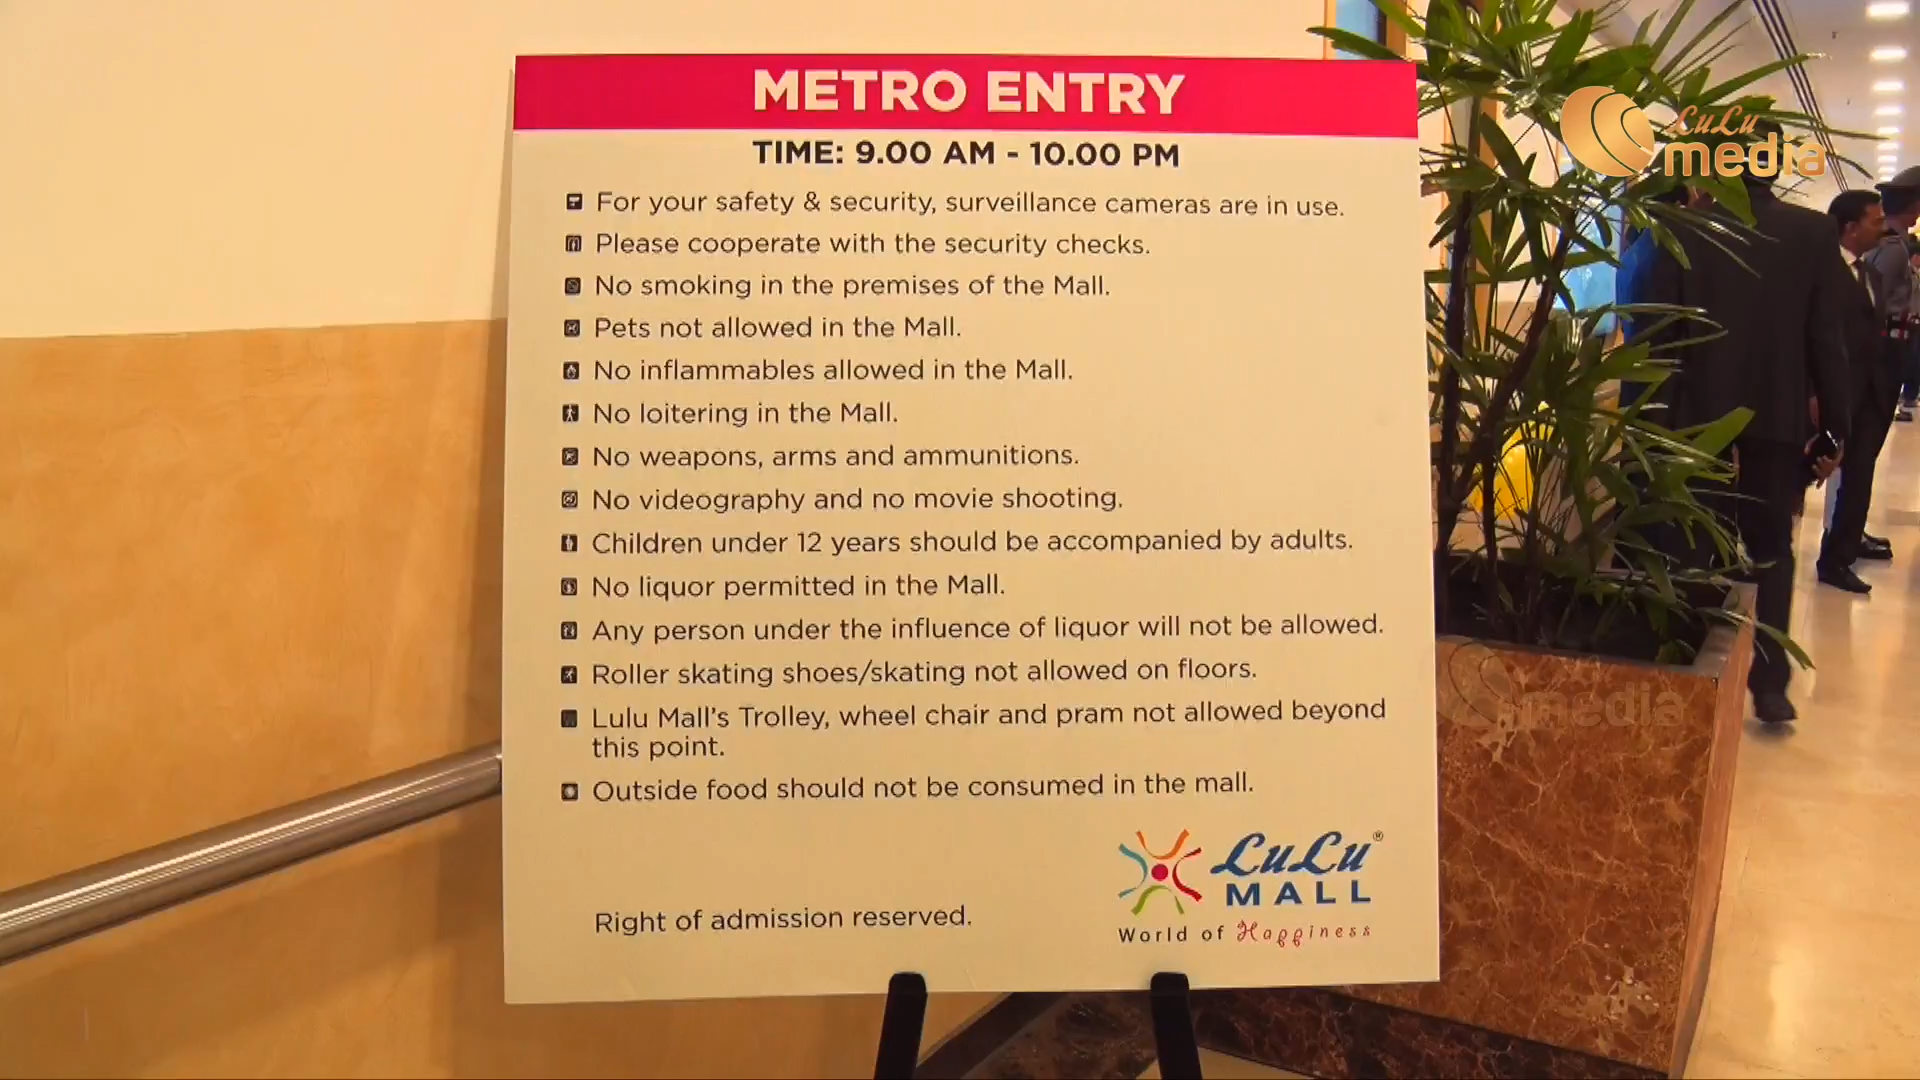 METRO ENTRY
TIME: 9.00 AM - 10.00 PM
For your safety & security, surveillance cameras are in use.
Please cooperate with the security checks.
No smoking in the premises of the Mall.
Pets not allowed in the Mall.
No inflammables allowed in the Mall.
No loitering in the Mall.
No weapons, arms and ammunitions.
No videography and no movie shooting.
Children under 12 years should be accompanied by adults.
No liquor permitted in the Mall.
Any person under the influence of liquor will not be allowed.
Roller skating shoes/skating not allowed on floors.
Lulu Mall's Trolley, wheel chair and pram not allowed beyond
this point.
Outside food should not be consumed in the mall.
Right of admission reserved.
LuLu®
MALL
World of Happiness
LuLu
media
media